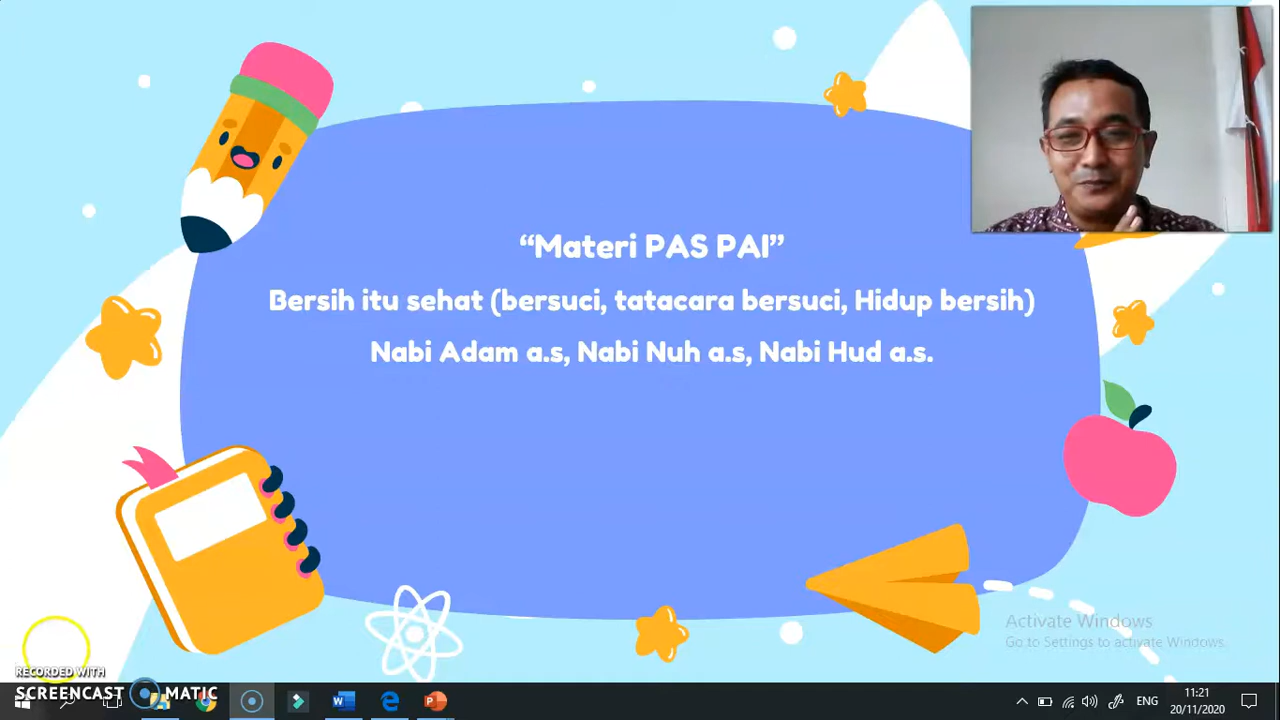 “Materi PAS PAI”
Bersih itu sehat (bersuci, tatacara bersuci, Hidup bersih)
Nabi Adam a.s, Nabi Nuh a.s, Nabi Hud a.s.
Activate Windows
Go to Settings to activate Windows.
RECORDED WITH
SCREENCAST MATIC
ENG
11:21
20/11/2020